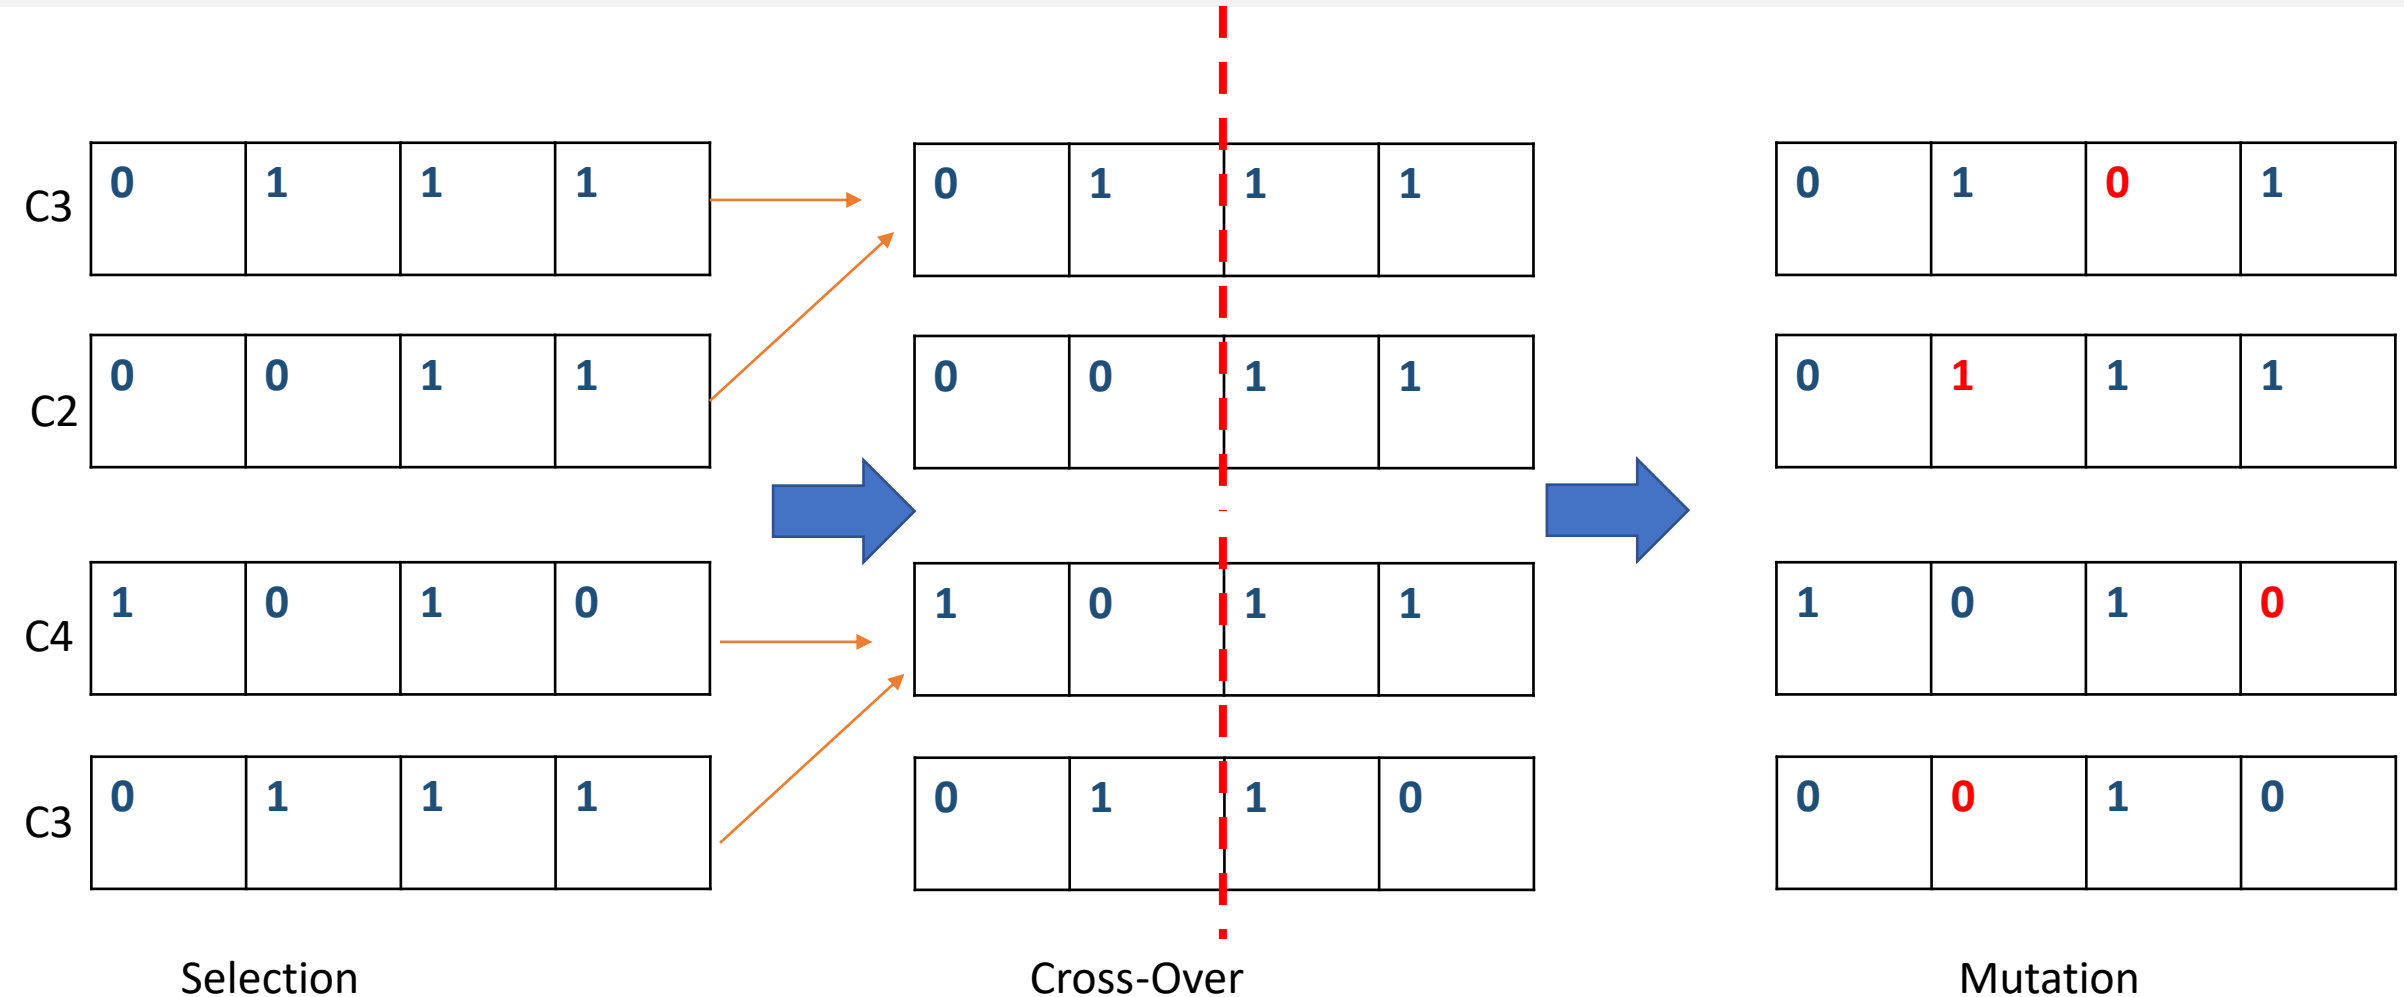 C3 0 1 1 1 0 1 1 1 0 1 0 1
C2 0 0 1 1 0 0 1 1 0 1 1 1
C4 1 0 1 0 1 0 1 1 1 0 1 0
C3 0 1 1 1 0 1 1 0 0 0 1 0
Selection Cross-Over Mutation